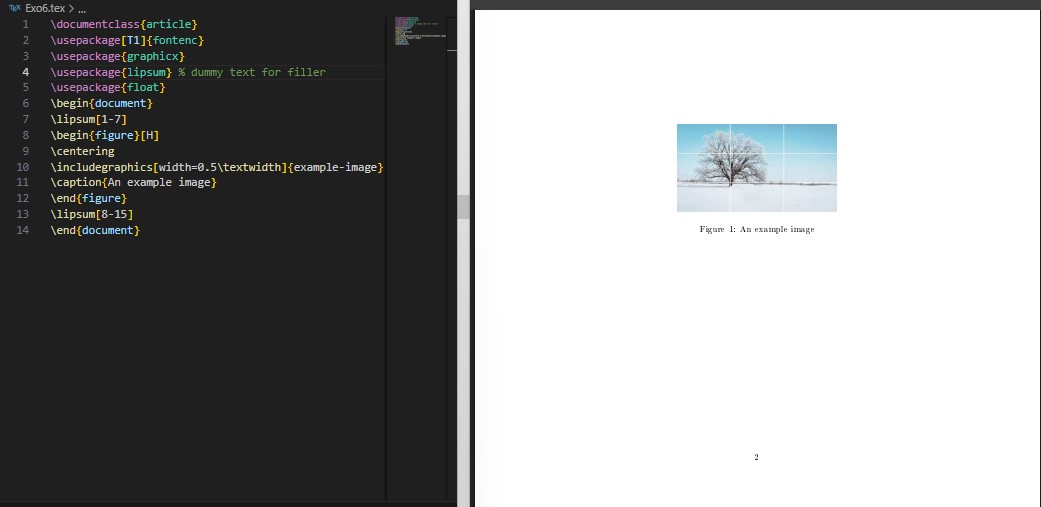 TEX Exo6.tex > ...
1 \documentclass{article}
2 \usepackage[T1]{fontenc}
3 \usepackage{graphicx}
4 \usepackage{lipsum} % dummy text for filler
5 \usepackage{float}
6 \begin{document}
7 \lipsum[1-7]
8 \begin{figure}[H]
9 \centering
10 \includegraphics[width=0.5\textwidth]{example-image}
11 \caption{An example image}
12 \end{figure}
13 \lipsum[8-15]
14 \end{document}
Figure 1: An example image
2